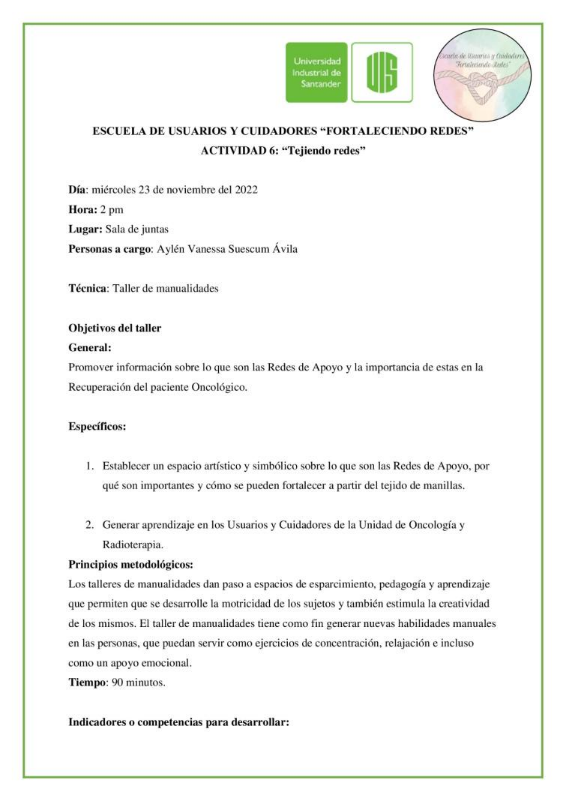 Universidad
Industrial de
Santander
UIS
Escuela de Usuarios y Cuidadores
"Fortaleciendo Redes"
ESCUELA DE USUARIOS Y CUIDADORES “FORTALECIENDO REDES”
ACTIVIDAD 6: “Tejiendo redes”
Día: miércoles 23 de noviembre del 2022
Hora: 2 pm
Lugar: Sala de juntas
Personas a cargo: Aylén Vanessa Suescum Ávila
Técnica: Taller de manualidades
Objetivos del taller
General:
Promover información sobre lo que son las Redes de Apoyo y la importancia de estas en la
Recuperación del paciente Oncológico.
Específicos:
1. Establecer un espacio artístico y simbólico sobre lo que son las Redes de Apoyo, por
qué son importantes y cómo se pueden fortalecer a partir del tejido de manillas.
2. Generar aprendizaje en los Usuarios y Cuidadores de la Unidad de Oncología y
Radioterapia.
Principios metodológicos:
Los talleres de manualidades dan paso a espacios de esparcimiento, pedagogía y aprendizaje
que permiten que se desarrolle la motricidad de los sujetos y también estimula la creatividad
de los mismos. El taller de manualidades tiene como fin generar nuevas habilidades manuales
en las personas, que puedan servir como ejercicios de concentración, relajación e incluso
como un apoyo emocional.
Tiempo: 90 minutos.
Indicadores o competencias para desarrollar: